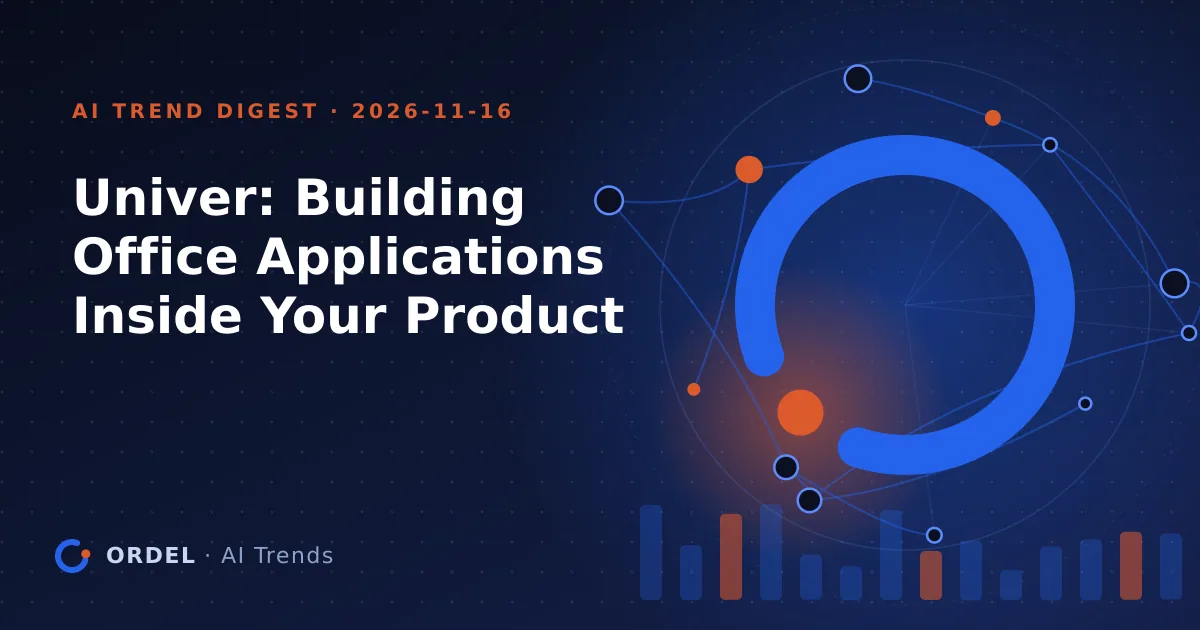 AI TREND DIGEST · 2026-11-16
Univer: Building
Office Applications
Inside Your Product
ORDEL · AI Trends